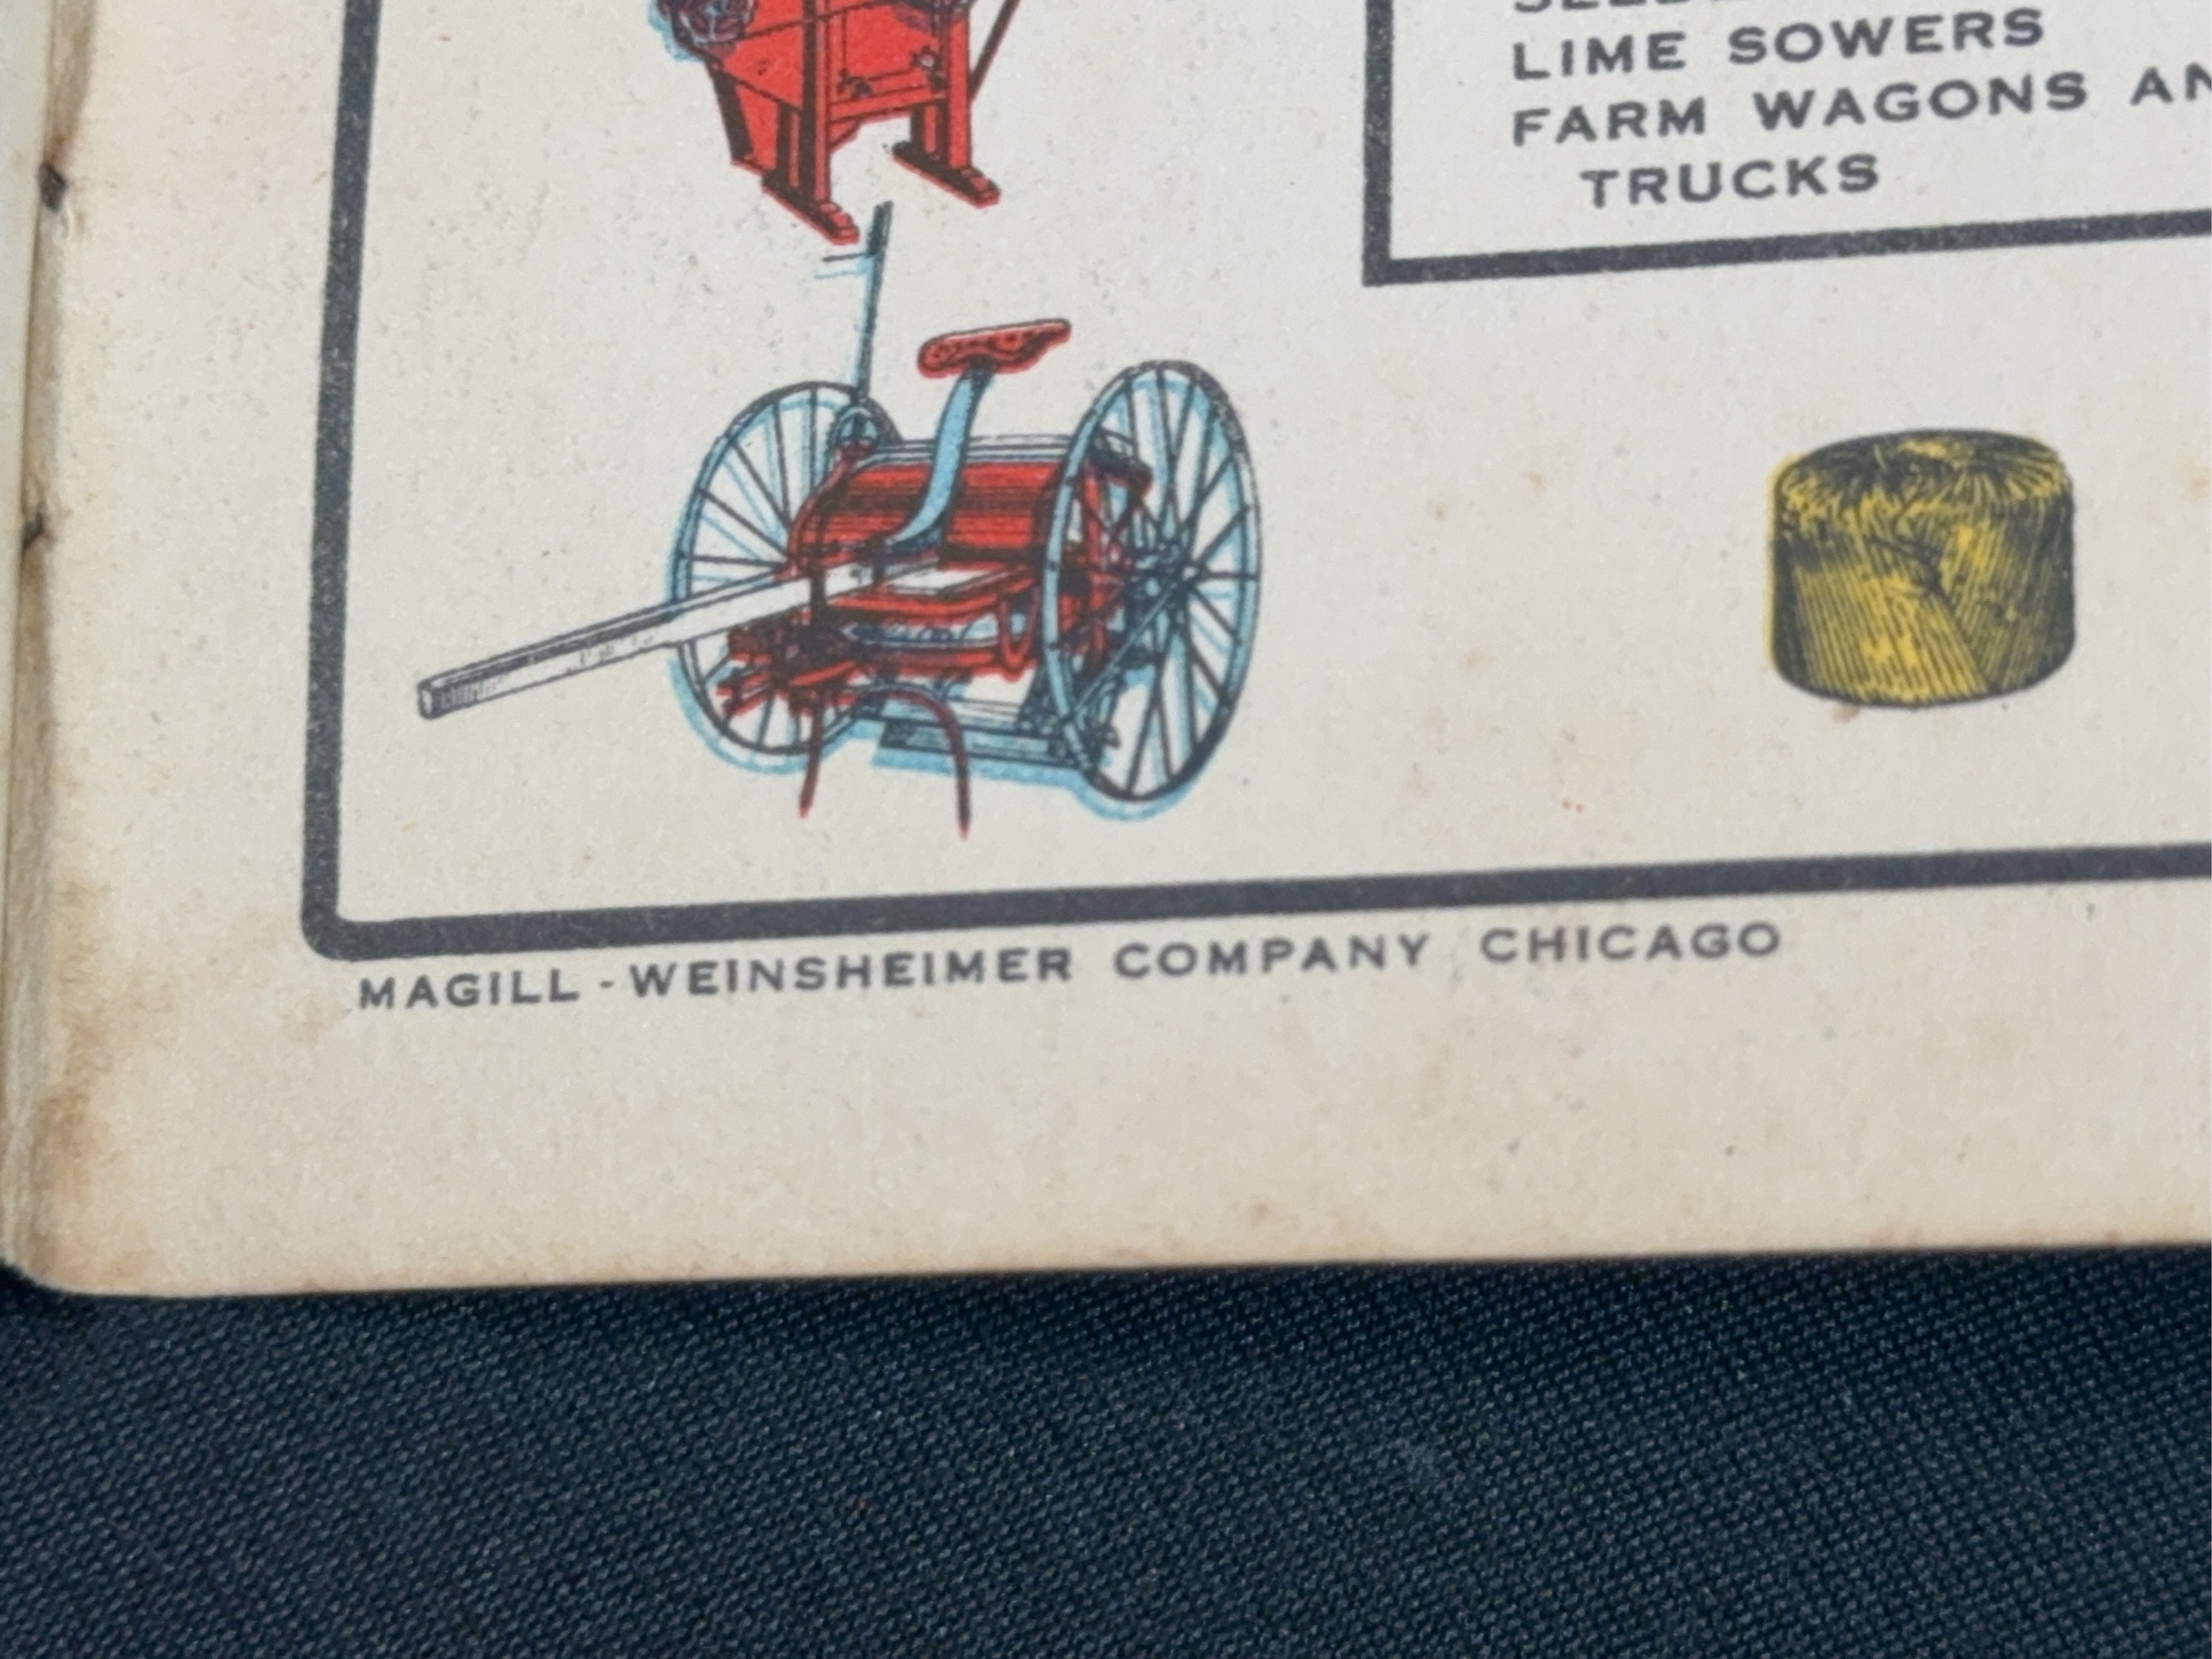 LIME SOWERS
FARM WAGONS
TRUCKS
MAGILL - WEINSHEIMER COMPANY CHICAGO